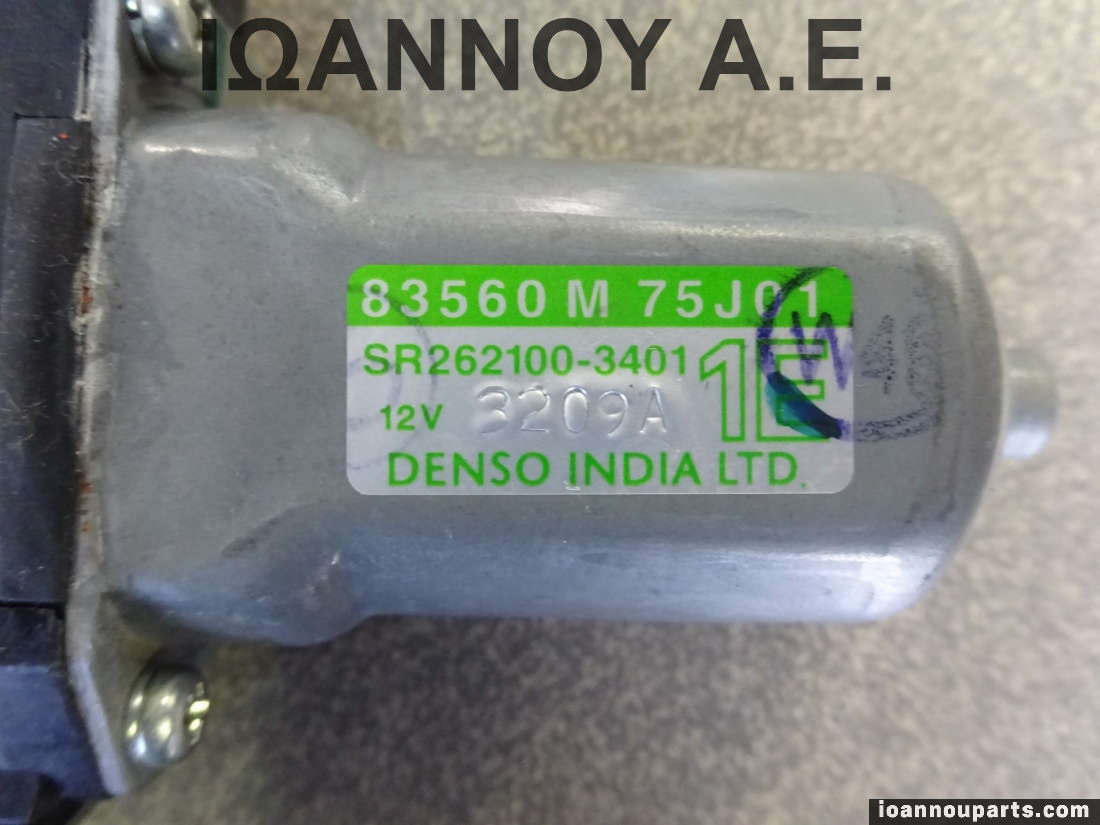 ΙΩΑΝΝΟΥ Α.Ε.
83560 M 75J01
SR262100-3401
1E
12V 3209A
DENSO INDIA LTD.
ioannouparts.com